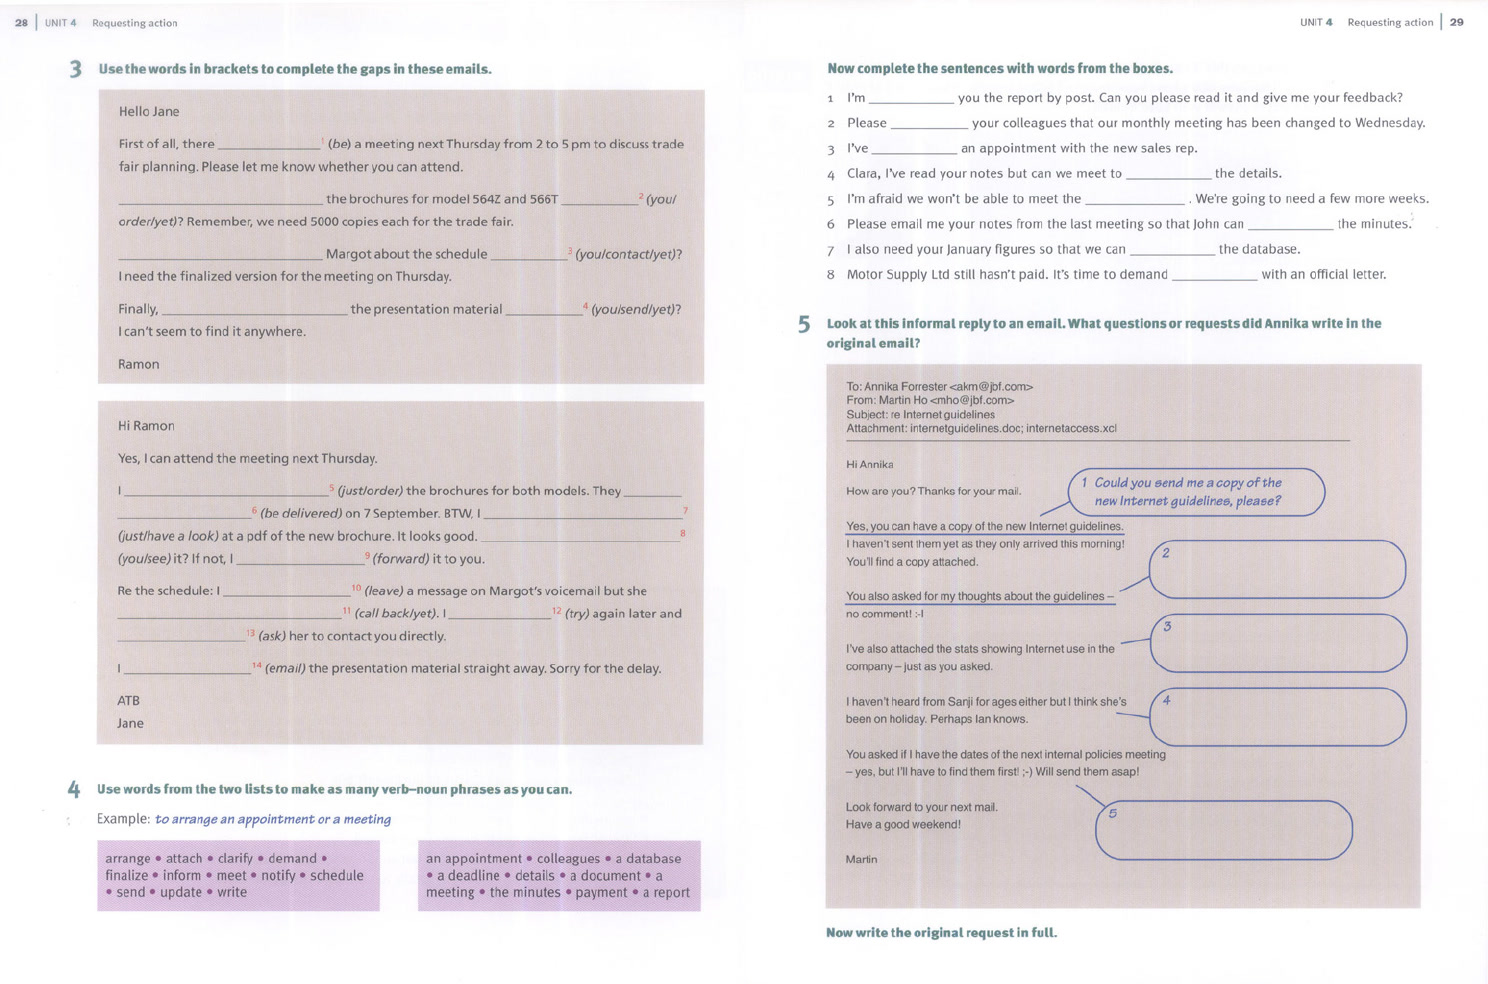 28 | UNIT 4 Requesting action
3 Use the words in brackets to complete the gaps in these emails.
Hello Jane
First of all, there ____________ 1 (be) a meeting next Thursday from 2 to 5 pm to discuss trade
fair planning. Please let me know whether you can attend.
____________ the brochures for model 564Z and 566T ____________ 2 (you/
order/yet)? Remember, we need 5000 copies each for the trade fair.
____________ Margot about the schedule ____________ 3 (you/contact/yet)?
I need the finalized version for the meeting on Thursday.
Finally, ____________ the presentation material ____________ 4 (you/send/yet)?
I can't seem to find it anywhere.
Ramon
Hi Ramon
Yes, I can attend the meeting next Thursday.
I ____________ 5 (just/order) the brochures for both models. They ____________
____________ 6 (be delivered) on 7 September. BTW, I ____________ 7
(just/have a look) at a pdf of the new brochure. It looks good. ____________ 8
(you/see) it? If not, I ____________ 9 (forward) it to you.
Re the schedule: I ____________ 10 (leave) a message on Margot's voicemail but she
____________ 11 (call back/yet). I ____________ 12 (try) again later and
____________ 13 (ask) her to contact you directly.
I ____________ 14 (email) the presentation material straight away. Sorry for the delay.
ATB
Jane
4 Use words from the two lists to make as many verb–noun phrases as you can.
Example: to arrange an appointment or a meeting
arrange • attach • clarify • demand •
finalize • inform • meet • notify • schedule
• send • update • write
an appointment • colleagues • a database
• a deadline • details • a document • a
meeting • the minutes • payment • a report
UNIT 4 Requesting action | 29
Now complete the sentences with words from the boxes.
1 I'm ____________ you the report by post. Can you please read it and give me your feedback?
2 Please ____________ your colleagues that our monthly meeting has been changed to Wednesday.
3 I've ____________ an appointment with the new sales rep.
4 Clara, I've read your notes but can we meet to ____________ the details.
5 I'm afraid we won't be able to meet the ____________ . We're going to need a few more weeks.
6 Please email me your notes from the last meeting so that John can ____________ the minutes.
7 I also need your January figures so that we can ____________ the database.
8 Motor Supply Ltd still hasn't paid. It's time to demand ____________ with an official letter.
5 Look at this informal reply to an email. What questions or requests did Annika write in the
original email?
To: Annika Forrester <akm@jbf.com>
From: Martin Ho <mho@jbf.com>
Subject: re Internet guidelines
Attachment: internetguidelines.doc; internetaccess.xcl
Hi Annika
How are you? Thanks for your mail.
1 Could you send me a copy of the
new Internet guidelines, please?
Yes, you can have a copy of the new Internet guidelines.
I haven't sent them yet as they only arrived this morning!
You'll find a copy attached.
2
You also asked for my thoughts about the guidelines –
no comment! :-I
3
I've also attached the stats showing Internet use in the
company – just as you asked.
4
I haven't heard from Sanji for ages either but I think she's
been on holiday. Perhaps Ian knows.
You asked if I have the dates of the next internal policies meeting
– yes, but I'll have to find them first! ;-) Will send them asap!
5
Look forward to your next mail.
Have a good weekend!
Martin
Now write the original request in full.